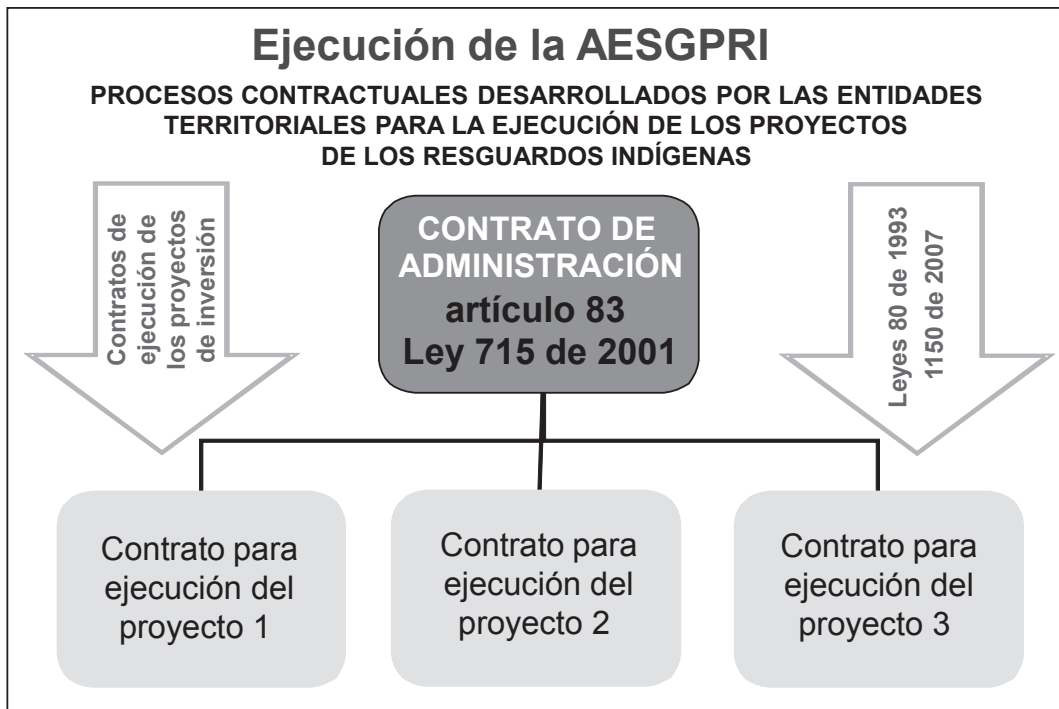 Ejecución de la AESGPRI
PROCESOS CONTRACTUALES DESARROLLADOS POR LAS ENTIDADES
TERRITORIALES PARA LA EJECUCIÓN DE LOS PROYECTOS
DE LOS RESGUARDOS INDÍGENAS
Contratos de
ejecución de
los proyectos
de inversión
CONTRATO DE
ADMINISTRACIÓN
artículo 83
Ley 715 de 2001
Leyes 80 de 1993
1150 de 2007
Contrato para
ejecución del
proyecto 1
Contrato para
ejecución del
proyecto 2
Contrato para
ejecución del
proyecto 3